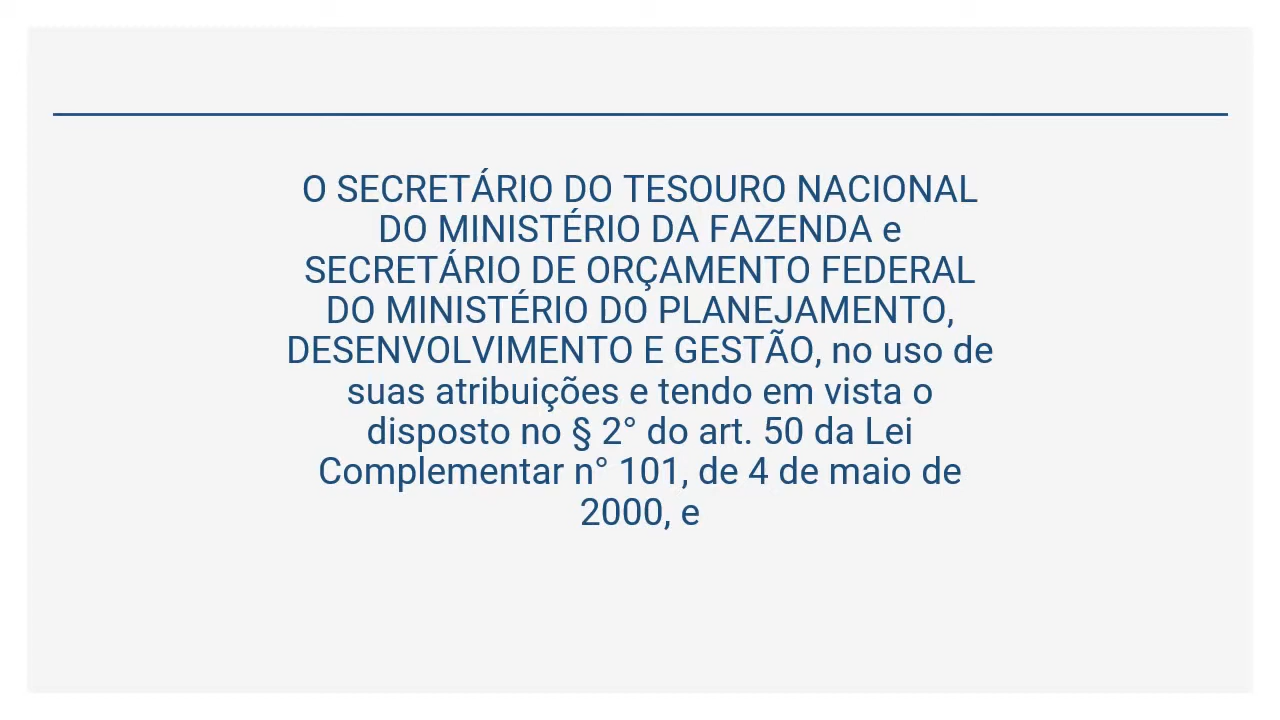 O SECRETÁRIO DO TESOURO NACIONAL
DO MINISTÉRIO DA FAZENDA e
SECRETÁRIO DE ORÇAMENTO FEDERAL
DO MINISTÉRIO DO PLANEJAMENTO,
DESENVOLVIMENTO E GESTÃO, no uso de
suas atribuições e tendo em vista o
disposto no § 2° do art. 50 da Lei
Complementar n° 101, de 4 de maio de
2000, e